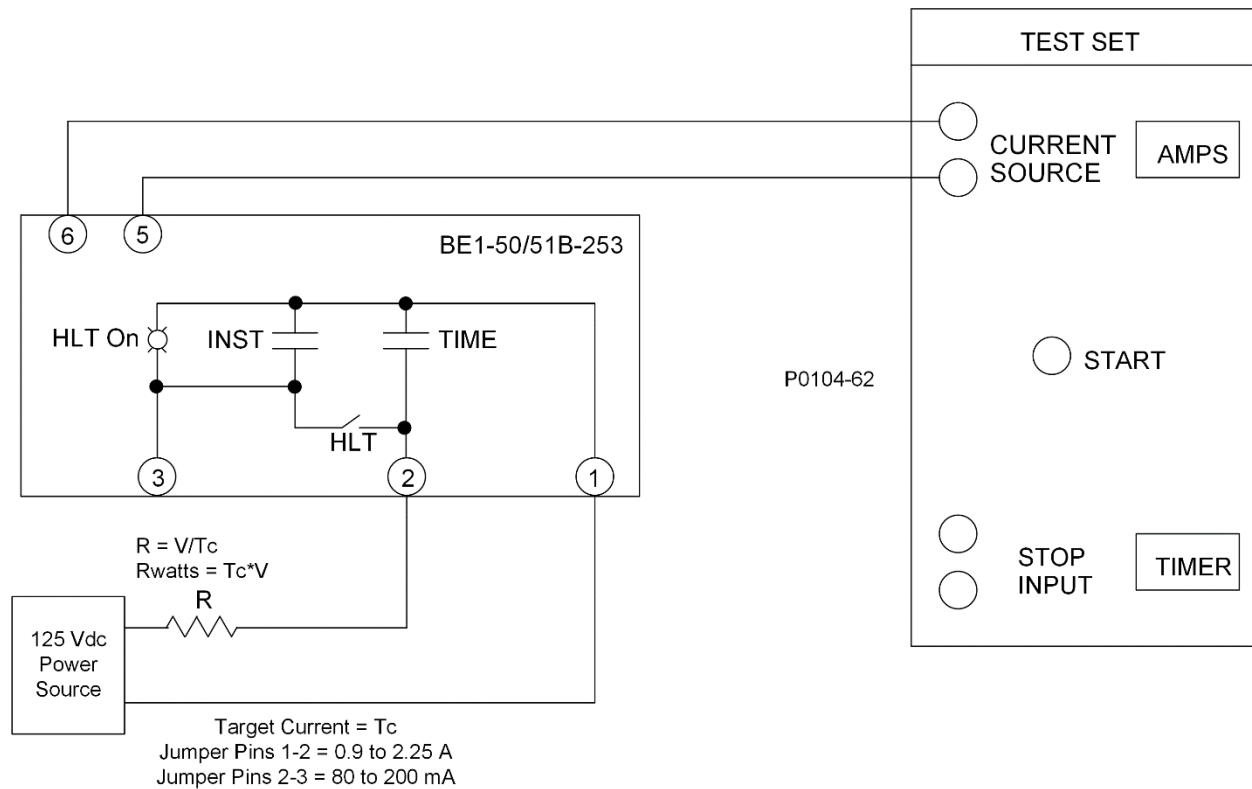 TEST SET
CURRENT
SOURCE
AMPS
6
5
BE1-50/51B-253
HLT On
INST
TIME
P0104-62
START
HLT
3
2
1
R = V/Tc
Rwatts = Tc*V
R
STOP
INPUT
TIMER
125 Vdc
Power
Source
Target Current = Tc
Jumper Pins 1-2 = 0.9 to 2.25 A
Jumper Pins 2-3 = 80 to 200 mA